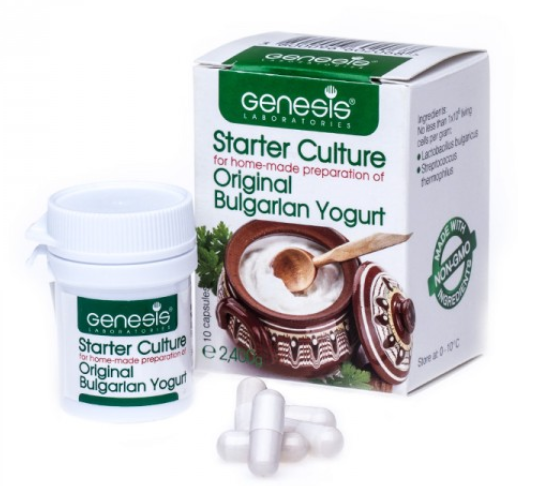 Genesis®
LABORATORIES
Starter Culture
for home-made preparation of
Original
Bulgarian Yogurt
10 capsules
Ingredients:
No less than 1x10⁹ living
cells per gram:
• Lactobacillus bulgaricus
• Streptococcus
thermophilus
MADE WITH
NON-GMO
INGREDIENTS
Store at 0-10°C
Genesis®
LABORATORIES
Starter Culture
for home-made preparation of
Original
Bulgarian Yogurt